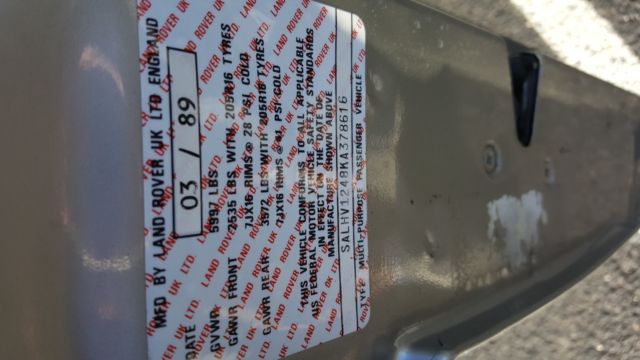 MFD BY LAND ROVER UK LTD ENGLAND
DATE 03 / 89
GVWR 5997 LBS
GAWR FRONT 2535 LBS WITH 205R16 TYRES
7JX16 RIMS @ 28 PSI COLD
GAWR REAR 3572 LBS WITH 205R16 TYRES
7JX16 RIMS @ 41 PSI COLD
THIS VEHICLE CONFORMS TO ALL APPLICABLE
US FEDERAL MOTOR VEHICLE SAFETY STANDARDS
IN EFFECT ON THE DATE OF
MANUFACTURE SHOWN ABOVE
SALHV1248KA378616
TYPE MULTI-PURPOSE PASSENGER VEHICLE